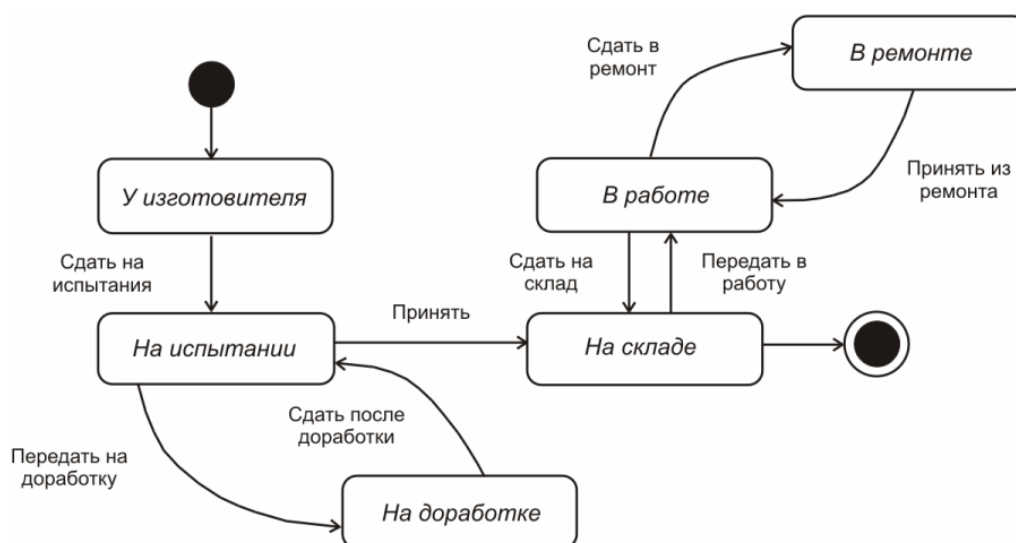 Сдать в
ремонт
В ремонте
У изготовителя
В работе
Принять из
ремонта
Сдать на
испытания
Сдать на
склад
Передать в
работу
На испытании
Принять
На складе
Сдать после
доработки
Передать на
доработку
На доработке